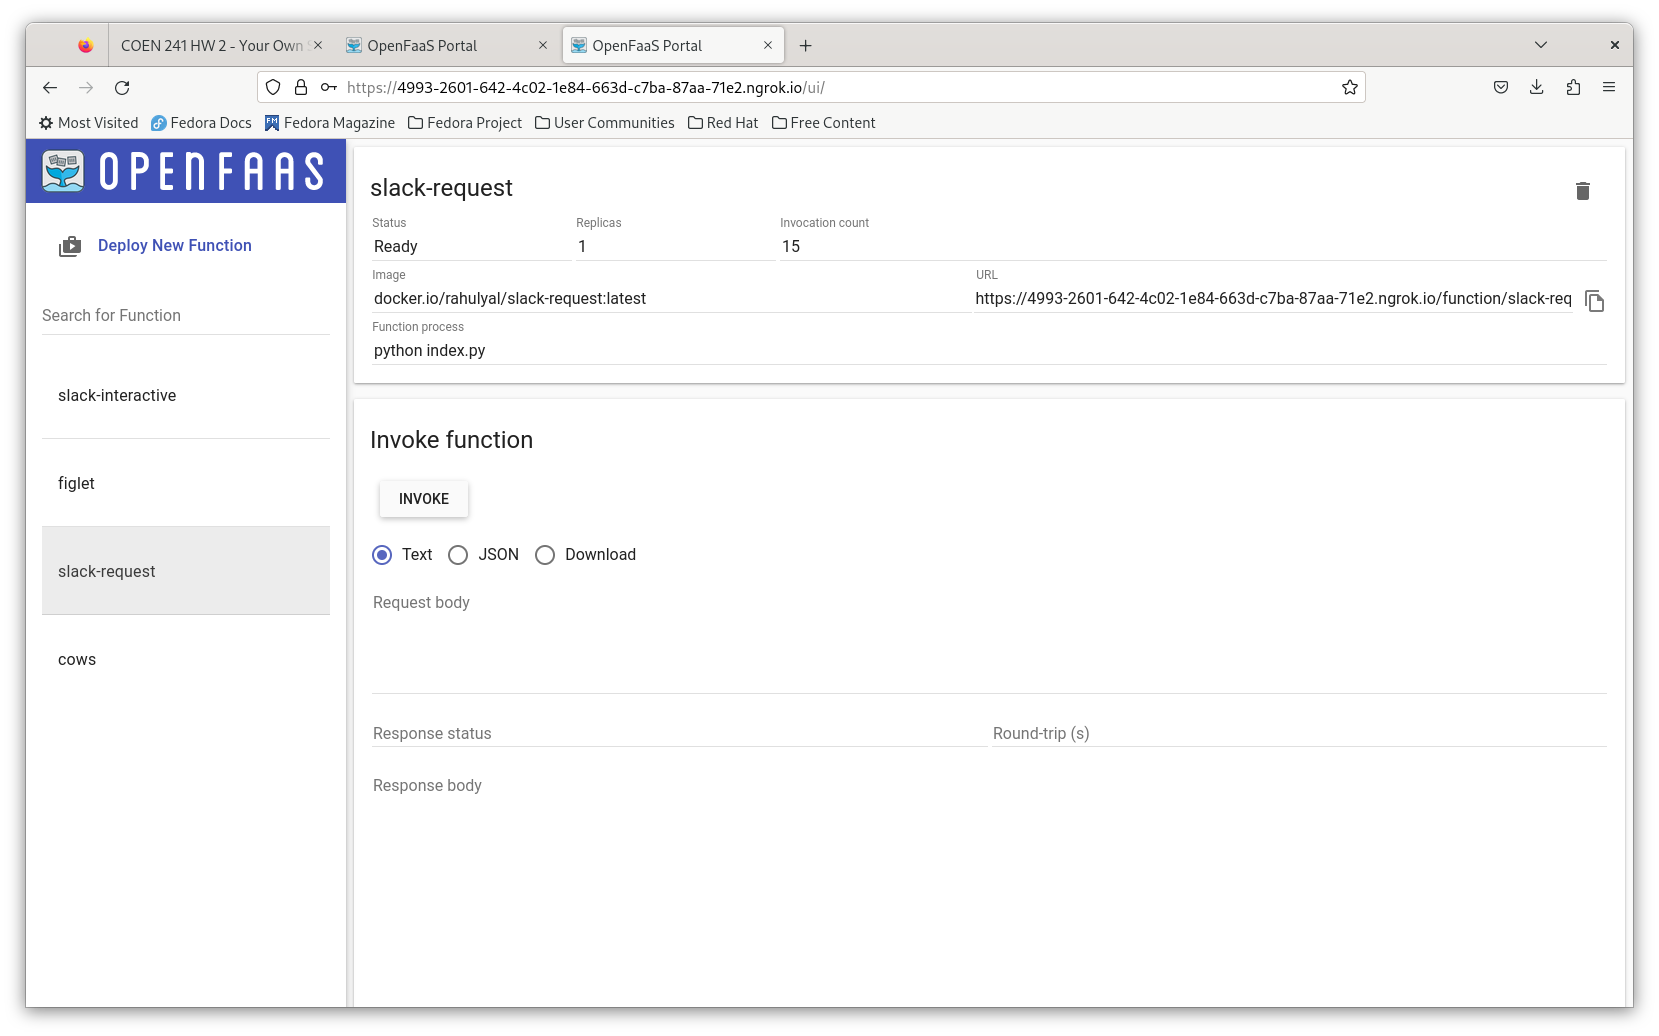 COEN 241 HW 2 - Your Own
OpenFaaS Portal
OpenFaaS Portal
https://4993-2601-642-4c02-1e84-663d-c7ba-87aa-71e2.ngrok.io/ui/
Most Visited
Fedora Docs
Fedora Magazine
Fedora Project
User Communities
Red Hat
Free Content
OPENFAAS
Deploy New Function
Search for Function
slack-interactive
figlet
slack-request
cows
slack-request
Status
Replicas
Invocation count
Ready
1
15
Image
URL
docker.io/rahulyal/slack-request:latest
https://4993-2601-642-4c02-1e84-663d-c7ba-87aa-71e2.ngrok.io/function/slack-req
Function process
python index.py
Invoke function
INVOKE
Text
JSON
Download
Request body
Response status
Round-trip (s)
Response body